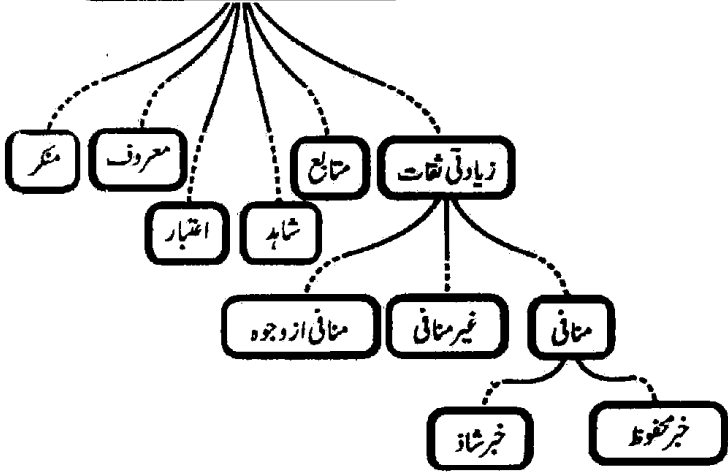 زیادتی ثقات
متابع
معروف
منکر
شاہد
اعتبار
منافی
غیر منافی
منافی از وجوہ
خبر محفوظ
خبر شاذ